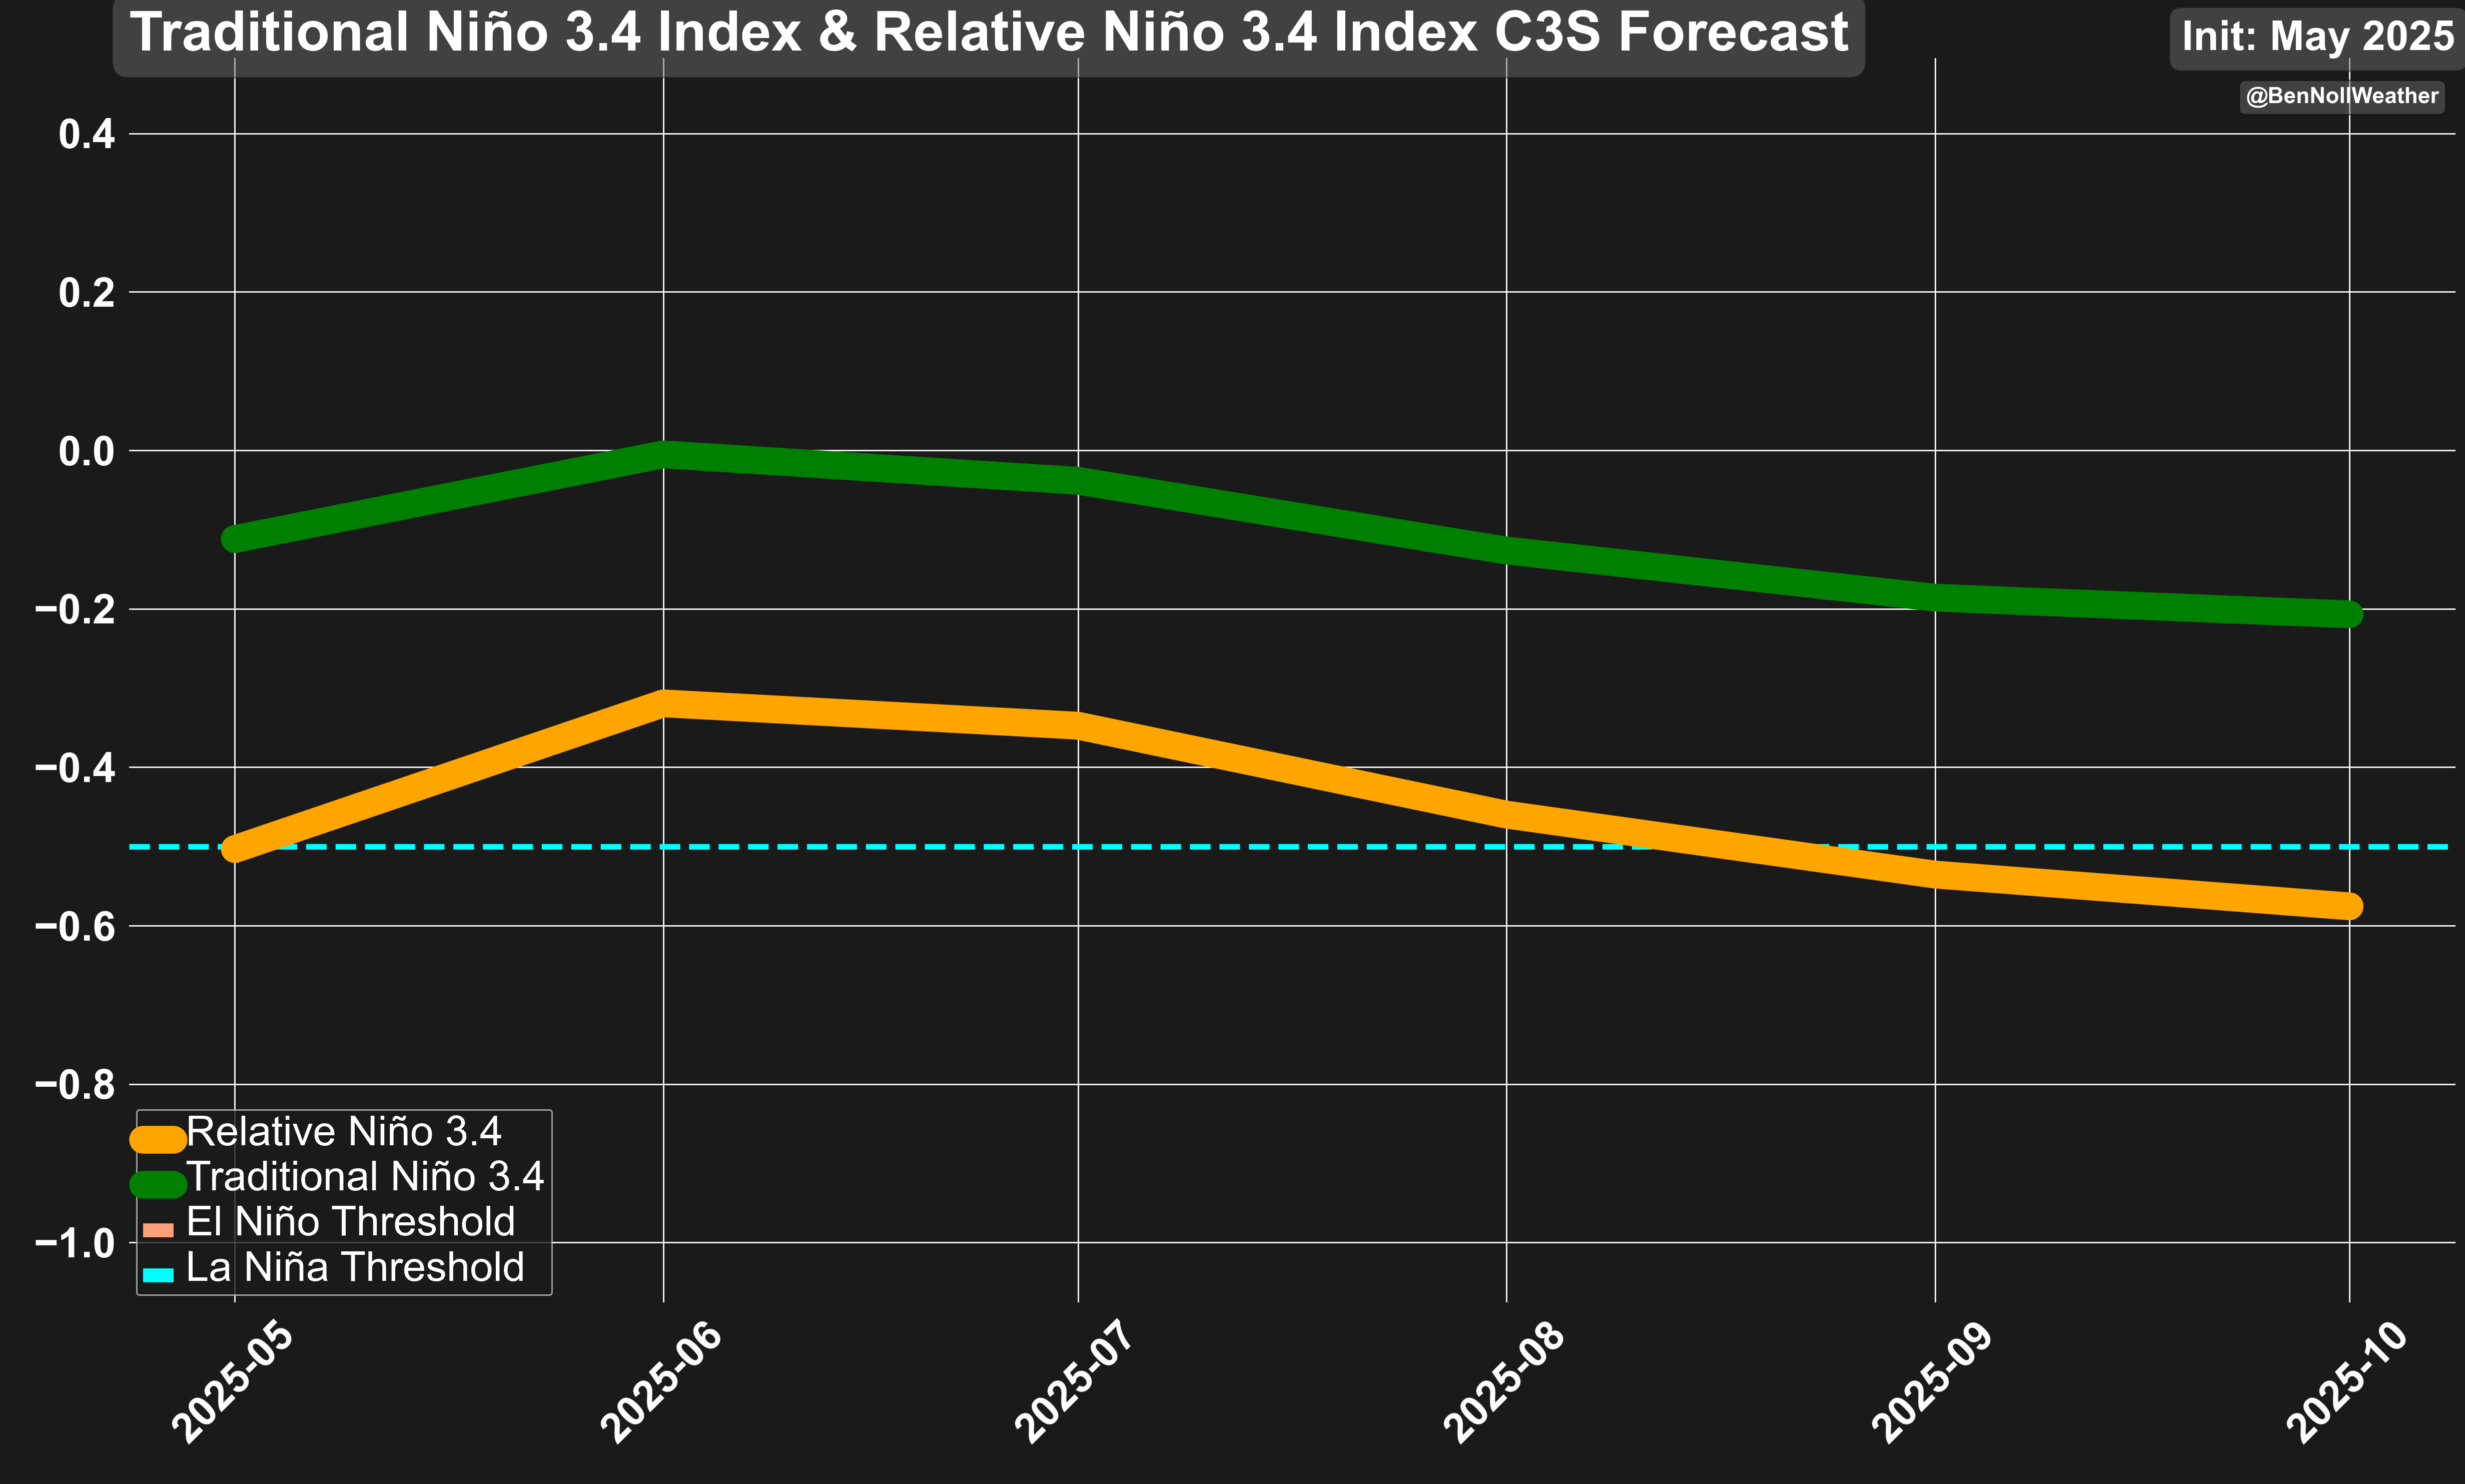 Traditional Niño 3.4 Index & Relative Niño 3.4 Index C3S Forecast
Init: May 2025
@BenNollWeather
0.4
0.2
0.0
−0.2
−0.4
−0.6
−0.8
−1.0
Relative Niño 3.4
Traditional Niño 3.4
El Niño Threshold
La Niña Threshold
2025-05
2025-06
2025-07
2025-08
2025-09
2025-10